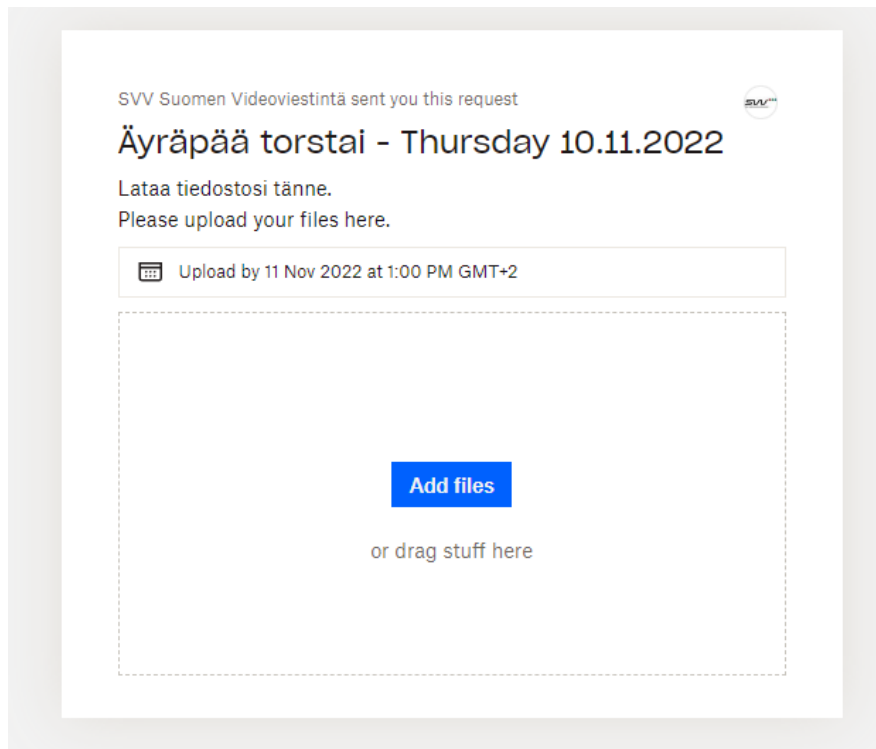 SVV Suomen Videoviestintä sent you this request
SVV
Äyräpää torstai - Thursday 10.11.2022
Lataa tiedostosi tänne.
Please upload your files here.
Upload by 11 Nov 2022 at 1:00 PM GMT+2
Add files
or drag stuff here